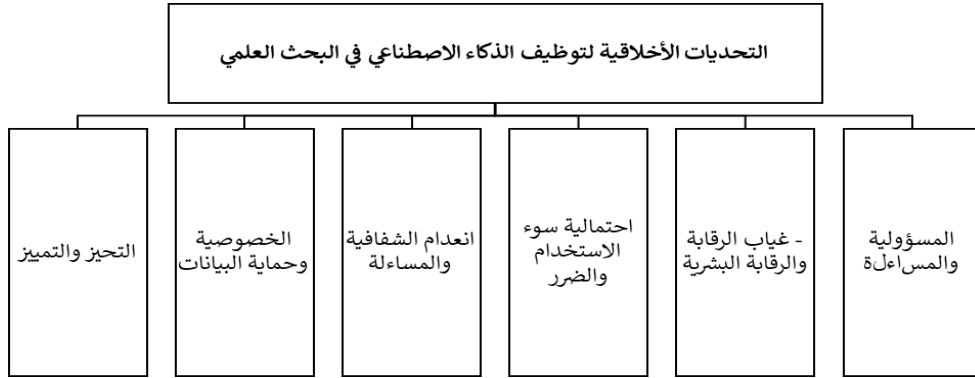 التحديات الأخلاقية لتوظيف الذكاء الاصطناعي في البحث العلمي
المسؤولية
والمساءلة
- غياب الرقابة
والرقابة البشرية
احتمالية سوء
الاستخدام
والضرر
انعدام الشفافية
والمساءلة
الخصوصية
وحماية البيانات
التحيز والتمييز